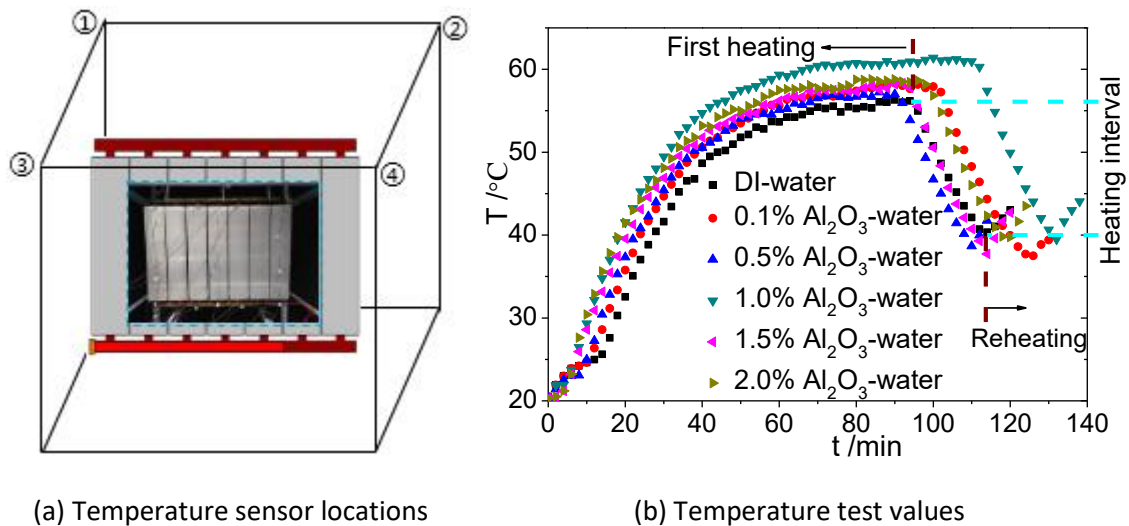 ①
②
③
④
(a) Temperature sensor locations
T /°C
60
50
40
30
20
0 20 40 60 80 100 120 140
t /min
First heating
Reheating
Heating interval
DI-water
0.1% Al₂O₃-water
0.5% Al₂O₃-water
1.0% Al₂O₃-water
1.5% Al₂O₃-water
2.0% Al₂O₃-water
(b) Temperature test values